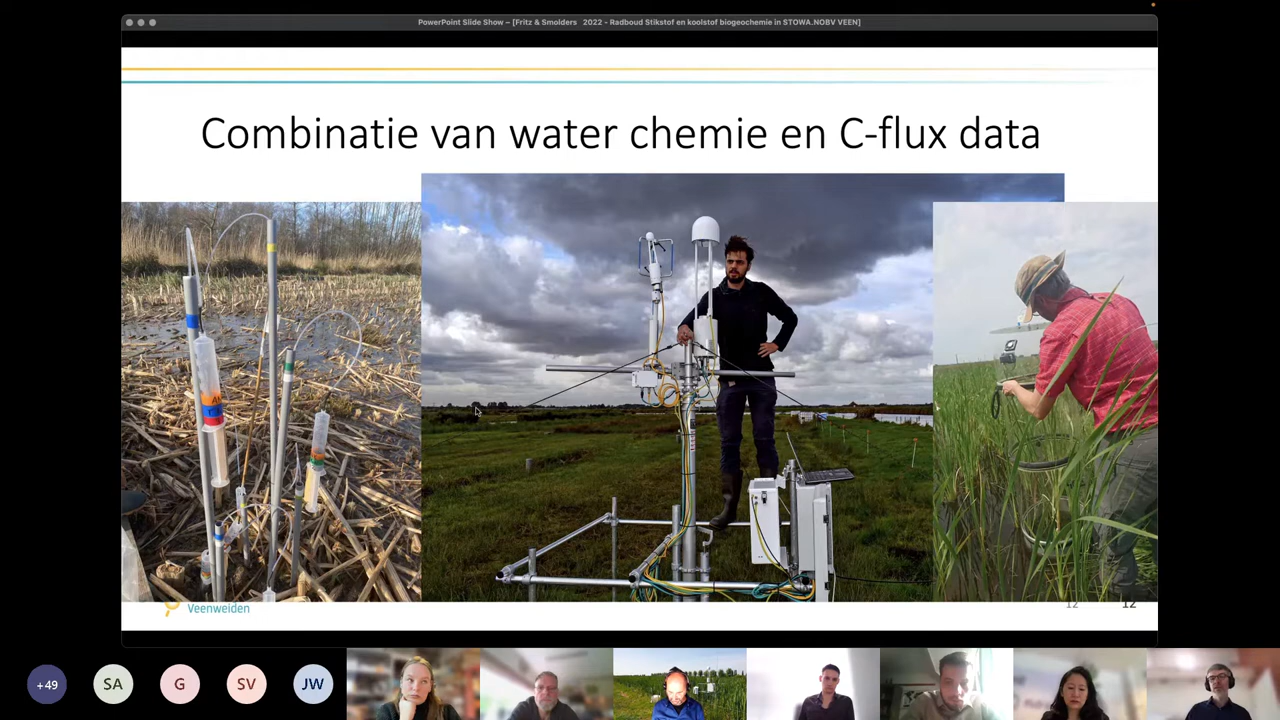 PowerPoint Slide Show – [Fritz & Smolders 2022 - Radboud Stikstof en koolstof biogeochemie in STOWA.NOBV VEEN]
Combinatie van water chemie en C-flux data
Veenweiden
12
12
+49
SA
G
SV
JW